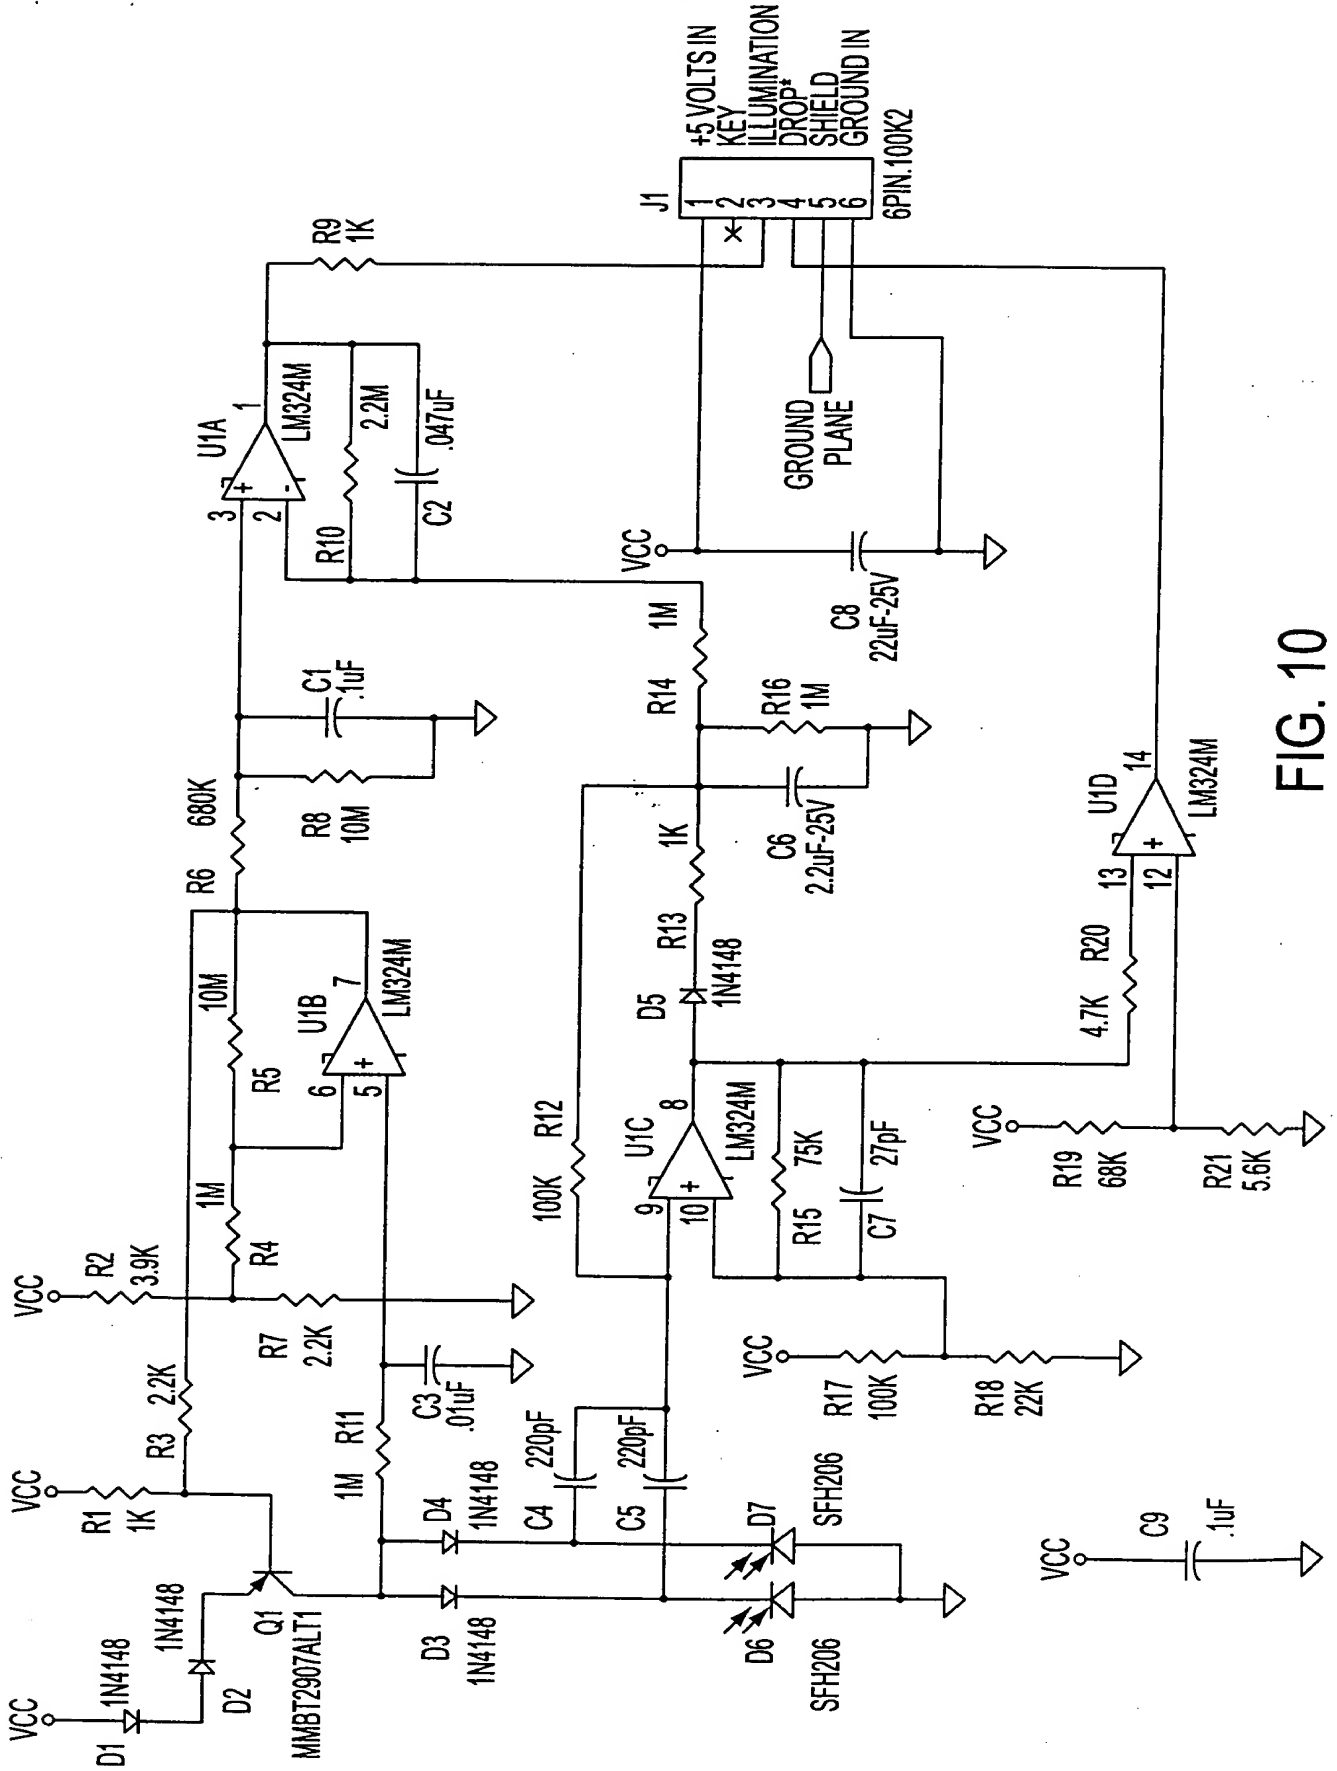 VCC
D1
1N4148
D2
1N4148
Q1
MMBT2907ALT1
VCC
R1
1K
R3
2.2K
VCC
R2
3.9K
R4
1M
R7
2.2K
R5
10M
R6
680K
6
5
U1B
7
LM324M
R11
1M
C3
.01uF
R8
10M
C1
.1uF
3
2
+
-
U1A
1
LM324M
R10
2.2M
C2
.047uF
R9
1K
D3
1N4148
D4
1N4148
C4
220pF
C5
220pF
D6
SFH206
D7
SFH206
R12
100K
9
10
+
U1C
8
LM324M
R15
75K
C7
27pF
VCC
R17
100K
R18
22K
D5
1N4148
R13
1K
C6
2.2uF-25V
R16
1M
R14
1M
VCC
C8
22uF-25V
GROUND
PLANE
J1
1
2
3
4
5
6
+5 VOLTS IN
KEY
ILLUMINATION
DROP*
SHIELD
GROUND IN
6PIN.100K2
VCC
R19
68K
R21
5.6K
4.7K
R20
13
12
+
U1D
14
LM324M
VCC
C9
.1uF
+
FIG. 10